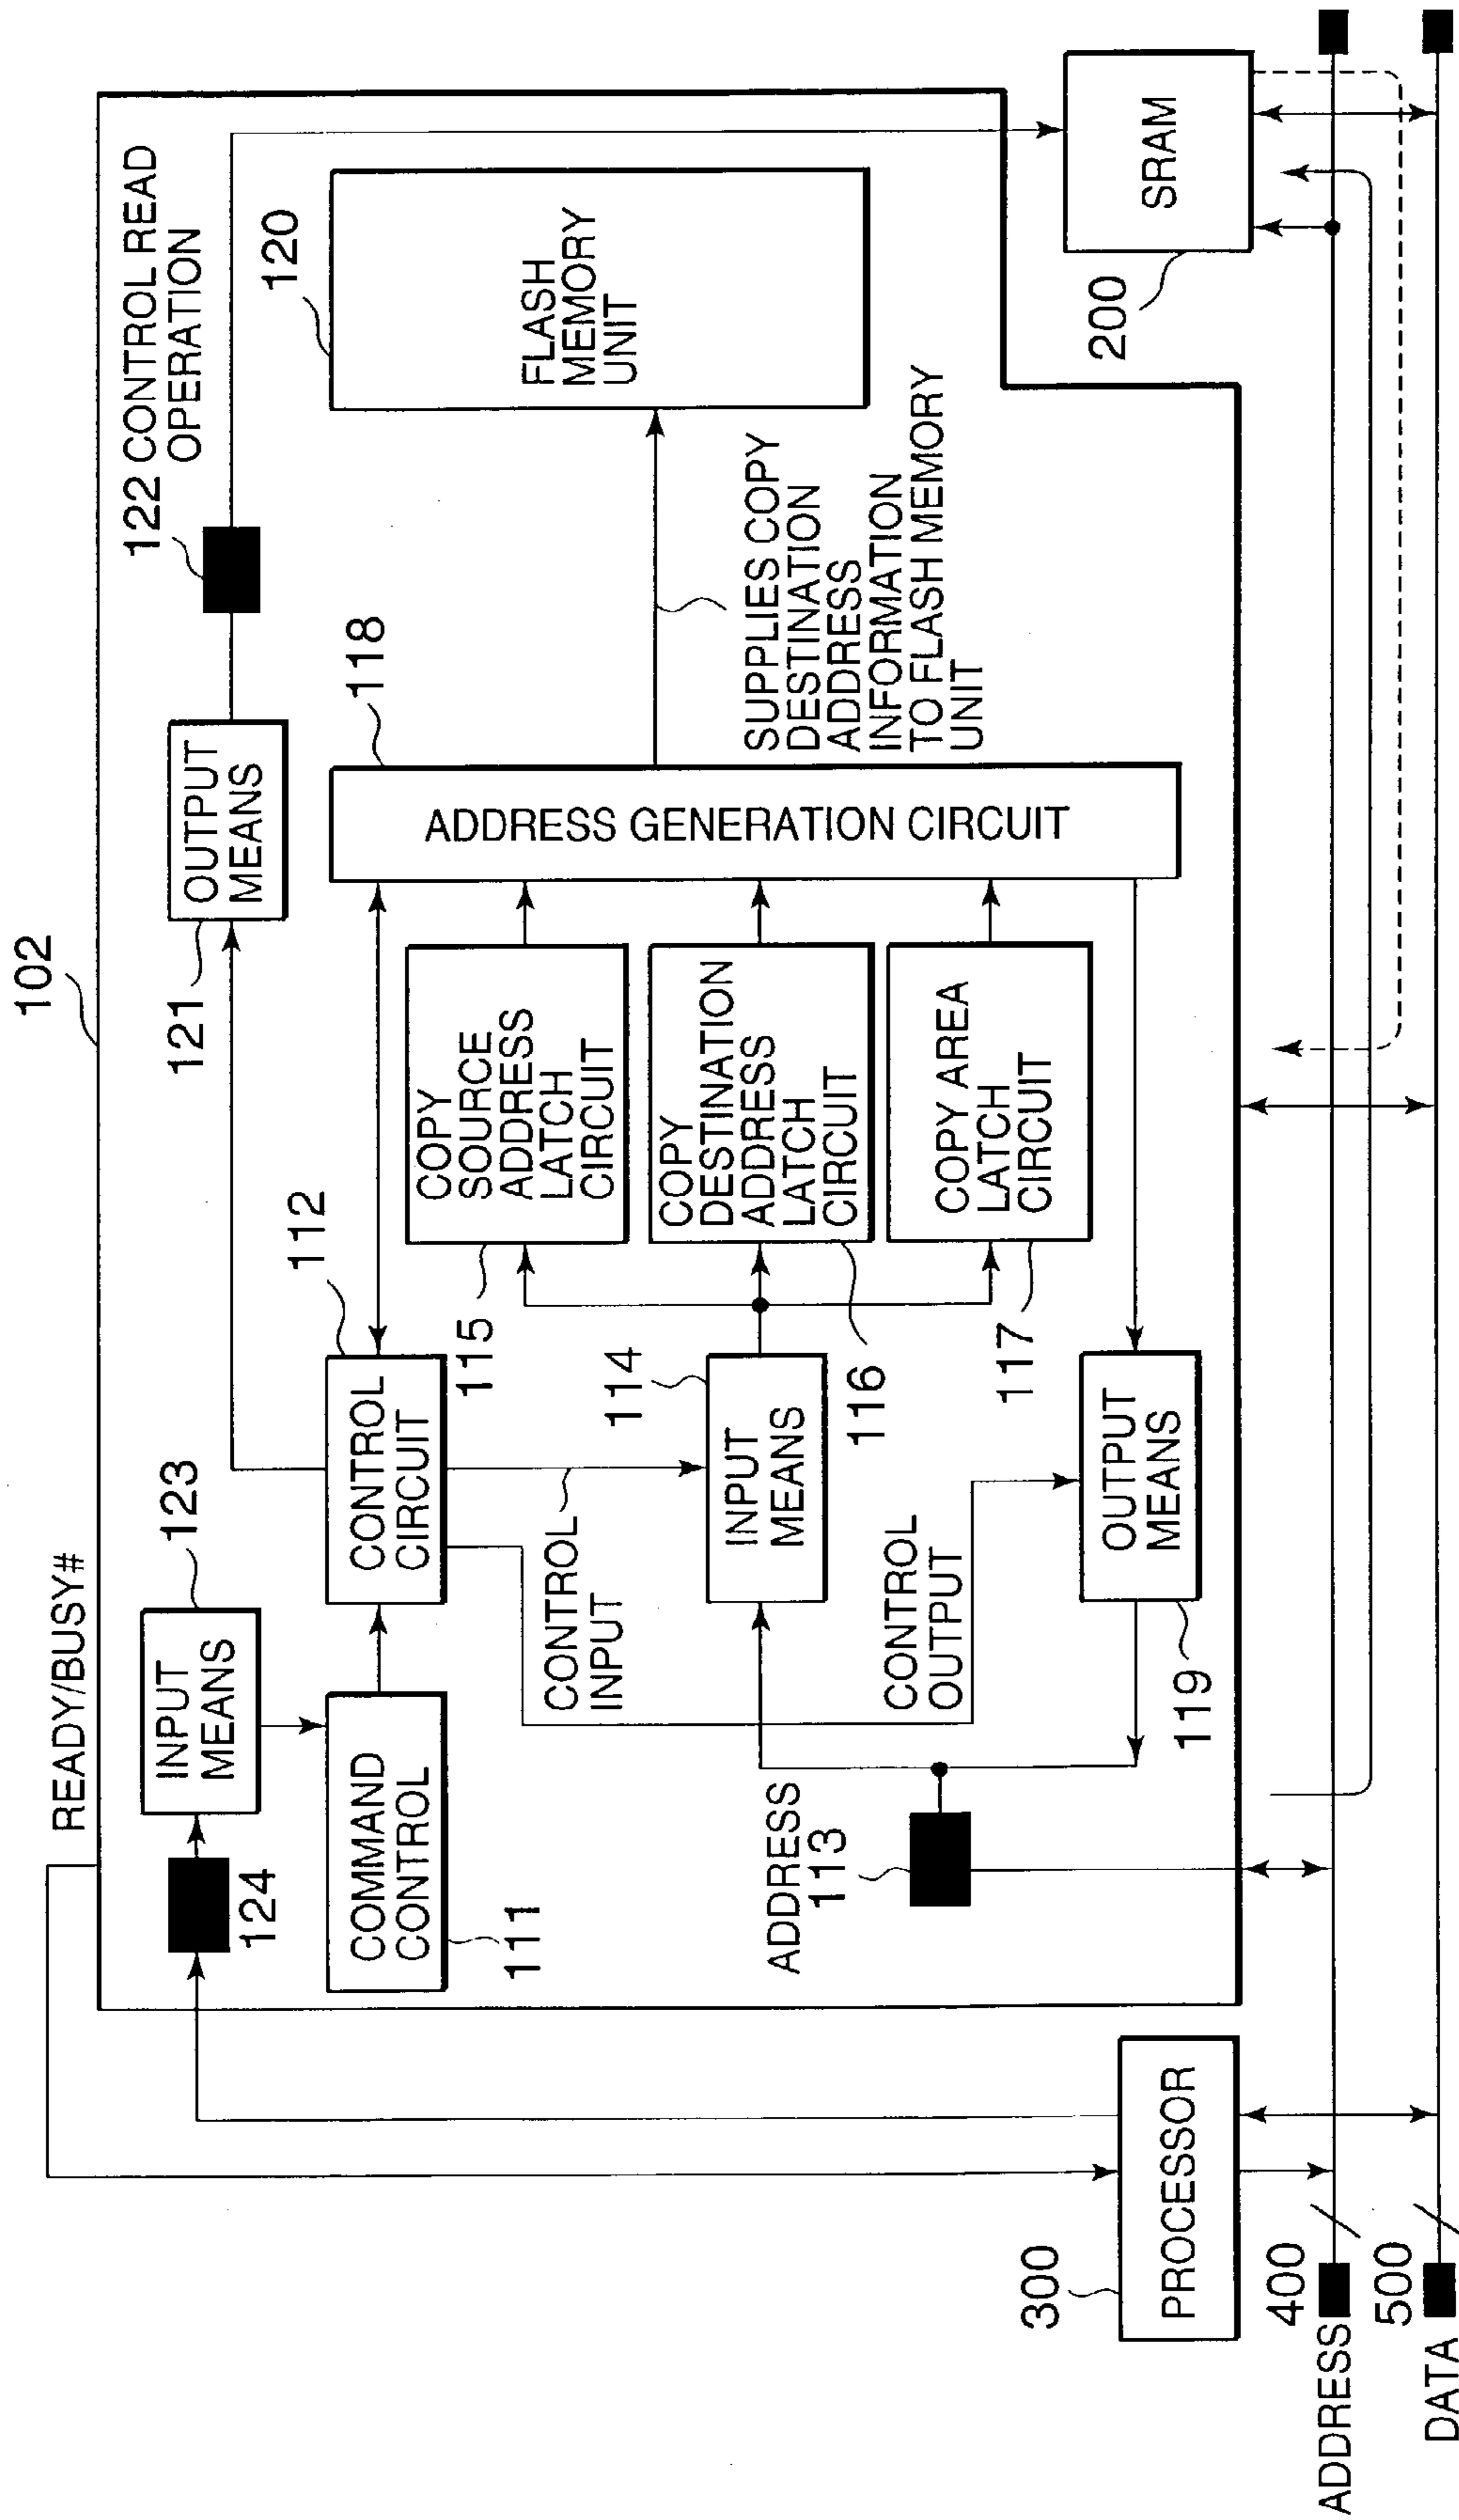 READY/BUSY#
102
124
INPUT
MEANS
123
121
OUTPUT
MEANS
122 CONTROL READ
OPERATION
COMMAND
CONTROL
111
CONTROL
CIRCUIT
112
118
120
FLASH
MEMORY
UNIT
COPY
SOURCE
ADDRESS
LATCH
CIRCUIT
115
ADDRESS GENERATION CIRCUIT
CONTROL
INPUT
114
INPUT
MEANS
COPY
DESTINATION
ADDRESS
LATCH
CIRCUIT
116
SUPPLIES COPY
DESTINATION
ADDRESS
INFORMATION
TO FLASH MEMORY
UNIT
ADDRESS
113
CONTROL
OUTPUT
COPY AREA
LATCH
CIRCUIT
117
OUTPUT
MEANS
119
300
PROCESSOR
200
SRAM
400
ADDRESS
500
DATA